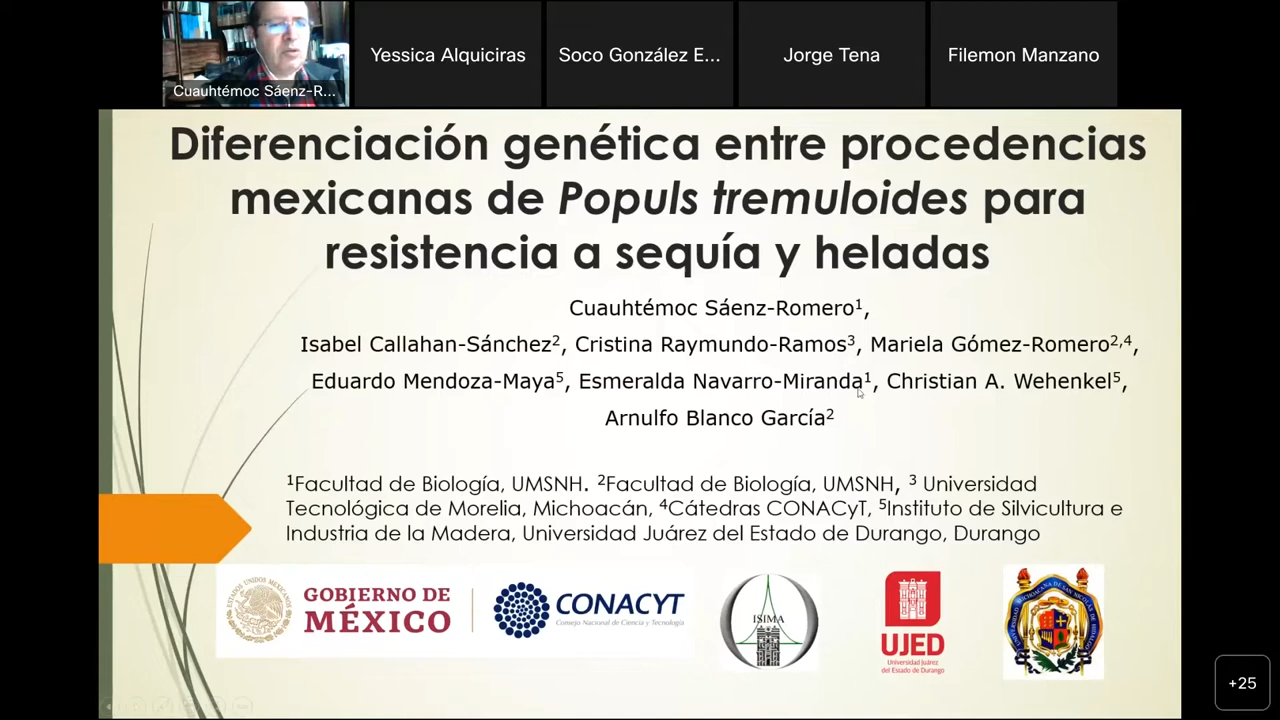 Cuauhtémoc Sáenz-R...
Yessica Alquiciras
Soco González E...
Jorge Tena
Filemon Manzano
Diferenciación genética entre procedencias
mexicanas de Populs tremuloides para
resistencia a sequía y heladas
Cuauhtémoc Sáenz-Romero¹,
Isabel Callahan-Sánchez², Cristina Raymundo-Ramos³, Mariela Gómez-Romero²,⁴,
Eduardo Mendoza-Maya⁵, Esmeralda Navarro-Miranda¹, Christian A. Wehenkel⁵,
Arnulfo Blanco García²
¹Facultad de Biología, UMSNH. ²Facultad de Biología, UMSNH, ³ Universidad
Tecnológica de Morelia, Michoacán, ⁴Cátedras CONACyT, ⁵Instituto de Silvicultura e
Industria de la Madera, Universidad Juárez del Estado de Durango, Durango
ESTADOS UNIDOS MEXICANOS
GOBIERNO DE
MÉXICO
CONACYT
Consejo Nacional de Ciencia y Tecnología
ISIMA
UJED
Universidad Juárez
del Estado de Durango
+25